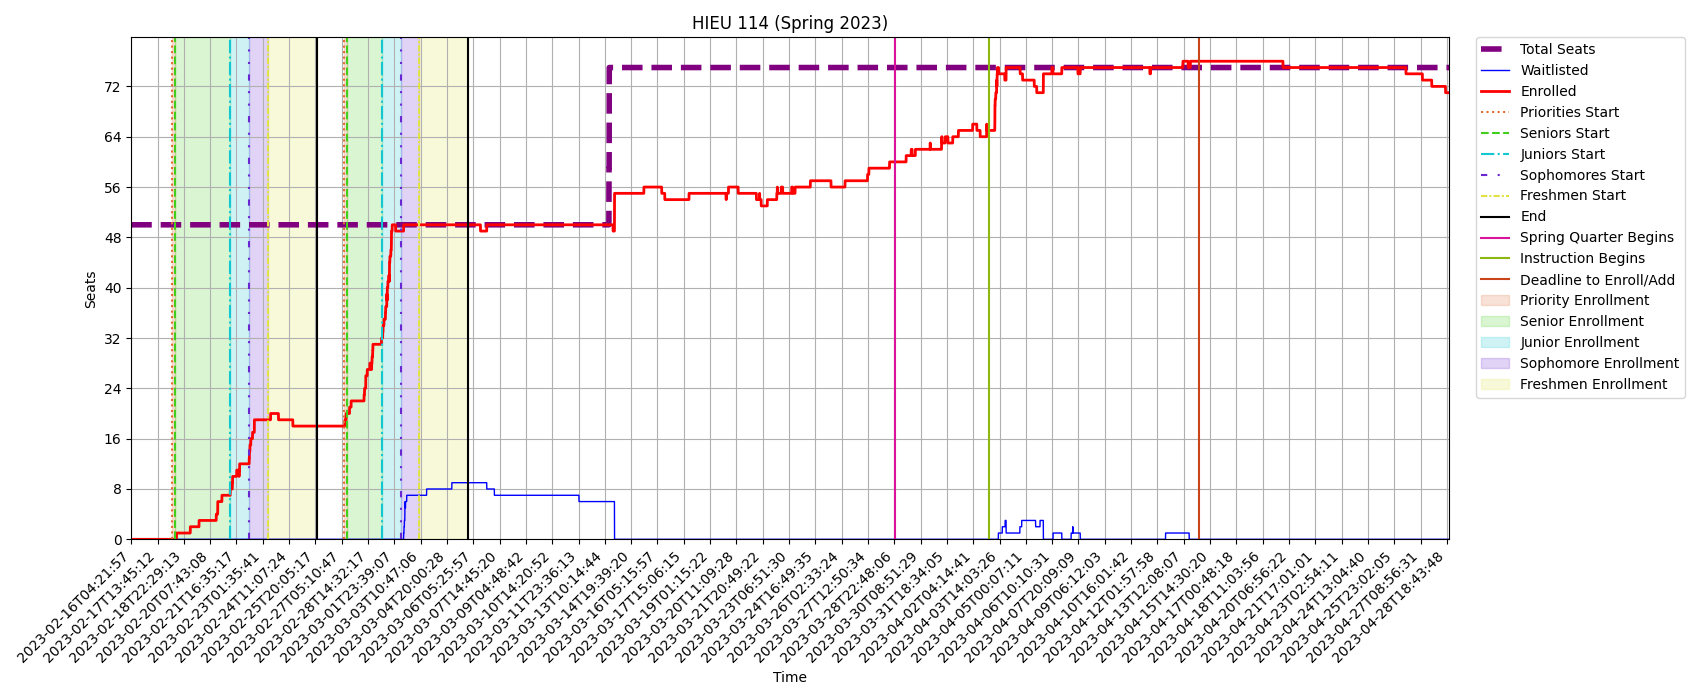 HIEU 114 (Spring 2023)
Seats
72
64
56
48
40
32
24
16
8
0
2023-02-16T04:21:57
2023-02-17T13:45:12
2023-02-18T22:29:13
2023-02-20T07:43:08
2023-02-21T16:35:17
2023-02-23T01:35:41
2023-02-24T11:07:24
2023-02-25T20:05:17
2023-02-27T05:10:47
2023-02-28T14:32:17
2023-03-01T23:39:07
2023-03-03T10:47:06
2023-03-04T20:00:28
2023-03-06T05:25:57
2023-03-07T14:45:20
2023-03-09T04:48:42
2023-03-10T14:20:52
2023-03-11T23:36:13
2023-03-13T10:14:44
2023-03-14T19:39:20
2023-03-16T05:15:57
2023-03-17T15:06:15
2023-03-19T01:15:22
2023-03-20T11:09:28
2023-03-21T20:49:22
2023-03-23T06:51:30
2023-03-24T16:49:35
2023-03-26T02:33:24
2023-03-27T12:50:34
2023-03-28T22:48:06
2023-03-30T08:51:29
2023-03-31T18:34:05
2023-04-02T04:14:41
2023-04-03T14:03:26
2023-04-05T00:07:11
2023-04-06T10:10:31
2023-04-07T20:09:09
2023-04-09T06:12:03
2023-04-10T16:01:42
2023-04-12T01:57:58
2023-04-13T12:08:07
2023-04-15T14:30:20
2023-04-17T00:48:18
2023-04-18T11:03:56
2023-04-20T06:56:22
2023-04-21T17:01:01
2023-04-23T02:54:11
2023-04-24T13:04:40
2023-04-25T23:02:05
2023-04-27T08:56:31
2023-04-28T18:43:48
Time
Total Seats
Waitlisted
Enrolled
Priorities Start
Seniors Start
Juniors Start
Sophomores Start
Freshmen Start
End
Spring Quarter Begins
Instruction Begins
Deadline to Enroll/Add
Priority Enrollment
Senior Enrollment
Junior Enrollment
Sophomore Enrollment
Freshmen Enrollment